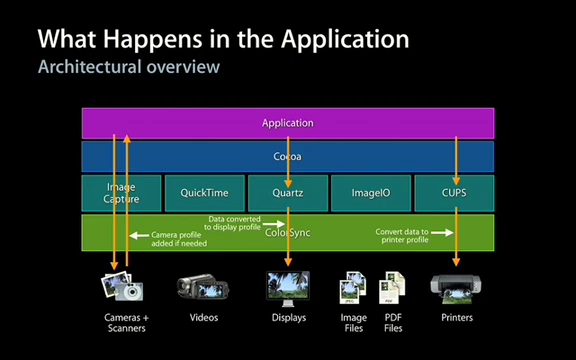 What Happens in the Application
Architectural overview
Application
Cocoa
Image
Capture
QuickTime
Quartz
ImageIO
CUPS
Data converted
to display profile
ColorSync
Camera profile
added if needed
Convert data to
printer profile
JPEG
PDF
Cameras +
Scanners
Videos
Displays
Image
Files
PDF
Files
Printers